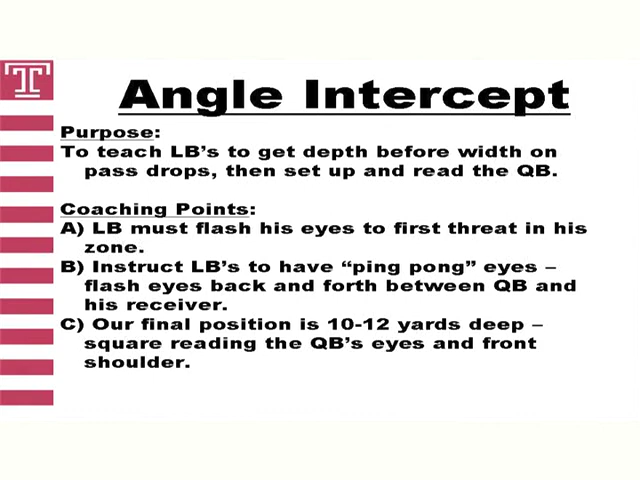 Angle Intercept
Purpose:
To teach LB's to get depth before width on
pass drops, then set up and read the QB.
Coaching Points:
A) LB must flash his eyes to first threat in his
zone.
B) Instruct LB's to have “ping pong” eyes –
flash eyes back and forth between QB and
his receiver.
C) Our final position is 10-12 yards deep –
square reading the QB's eyes and front
shoulder.